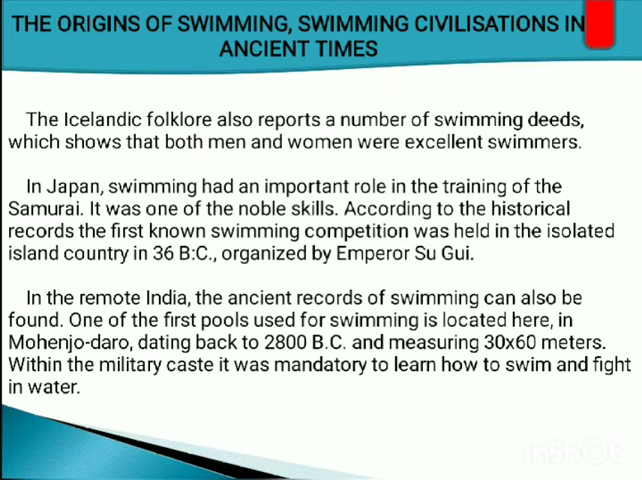 THE ORIGINS OF SWIMMING, SWIMMING CIVILISATIONS IN
ANCIENT TIMES
The Icelandic folklore also reports a number of swimming deeds,
which shows that both men and women were excellent swimmers.
In Japan, swimming had an important role in the training of the
Samurai. It was one of the noble skills. According to the historical
records the first known swimming competition was held in the isolated
island country in 36 B:C., organized by Emperor Su Gui.
In the remote India, the ancient records of swimming can also be
found. One of the first pools used for swimming is located here, in
Mohenjo-daro, dating back to 2800 B.C. and measuring 30x60 meters.
Within the military caste it was mandatory to learn how to swim and fight
in water.